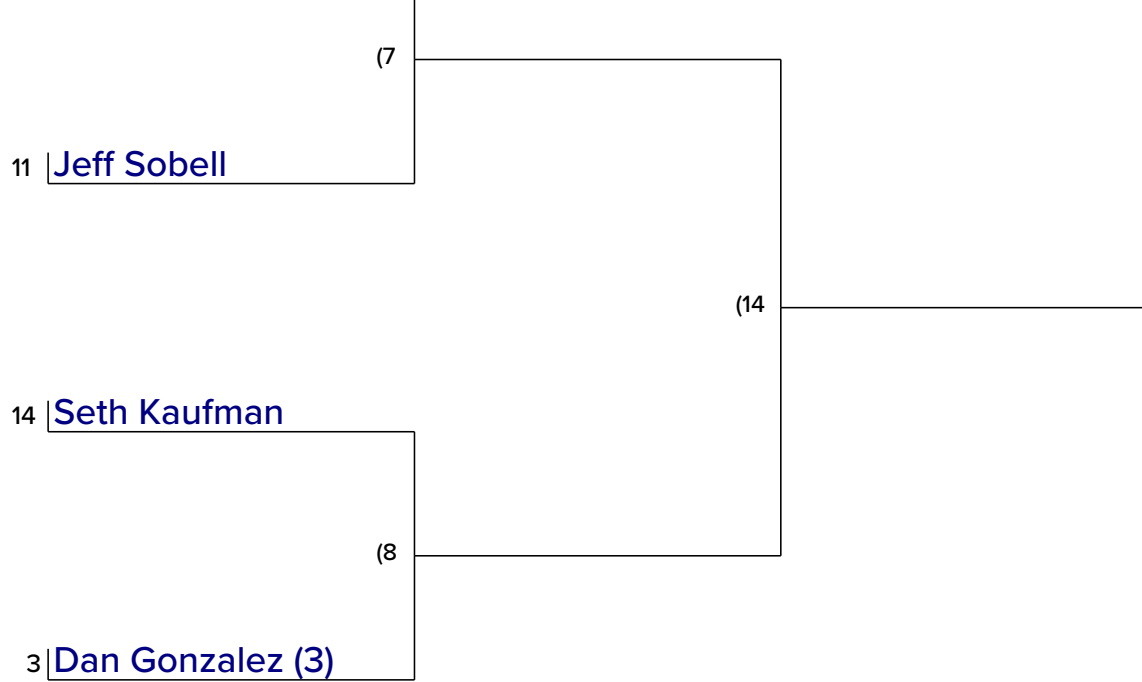 (7
11 Jeff Sobell
(14
14 Seth Kaufman
(8
3 Dan Gonzalez (3)